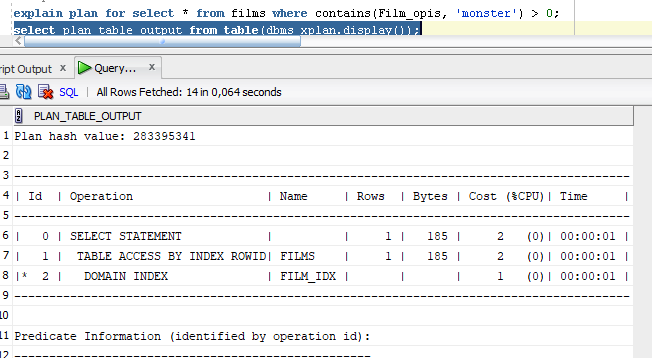 explain plan for select * from films where contains(Film_opis, 'monster') > 0;
select plan_table_output from table(dbms_xplan.display());
ript Output x Query... x
SQL | All Rows Fetched: 14 in 0,064 seconds
PLAN_TABLE_OUTPUT
1 Plan hash value: 283395341
2
3 --------------------------------------------------------------------------------
4 | Id | Operation | Name | Rows | Bytes | Cost (%CPU)| Time |
5 --------------------------------------------------------------------------------
6 | 0 | SELECT STATEMENT | | 1 | 185 | 2 (0)| 00:00:01 |
7 | 1 | TABLE ACCESS BY INDEX ROWID| FILMS | 1 | 185 | 2 (0)| 00:00:01 |
8 |* 2 | DOMAIN INDEX | FILM_IDX | | | 1 (0)| 00:00:01 |
9 --------------------------------------------------------------------------------
10
11 Predicate Information (identified by operation id):
12 ---------------------------------------------------